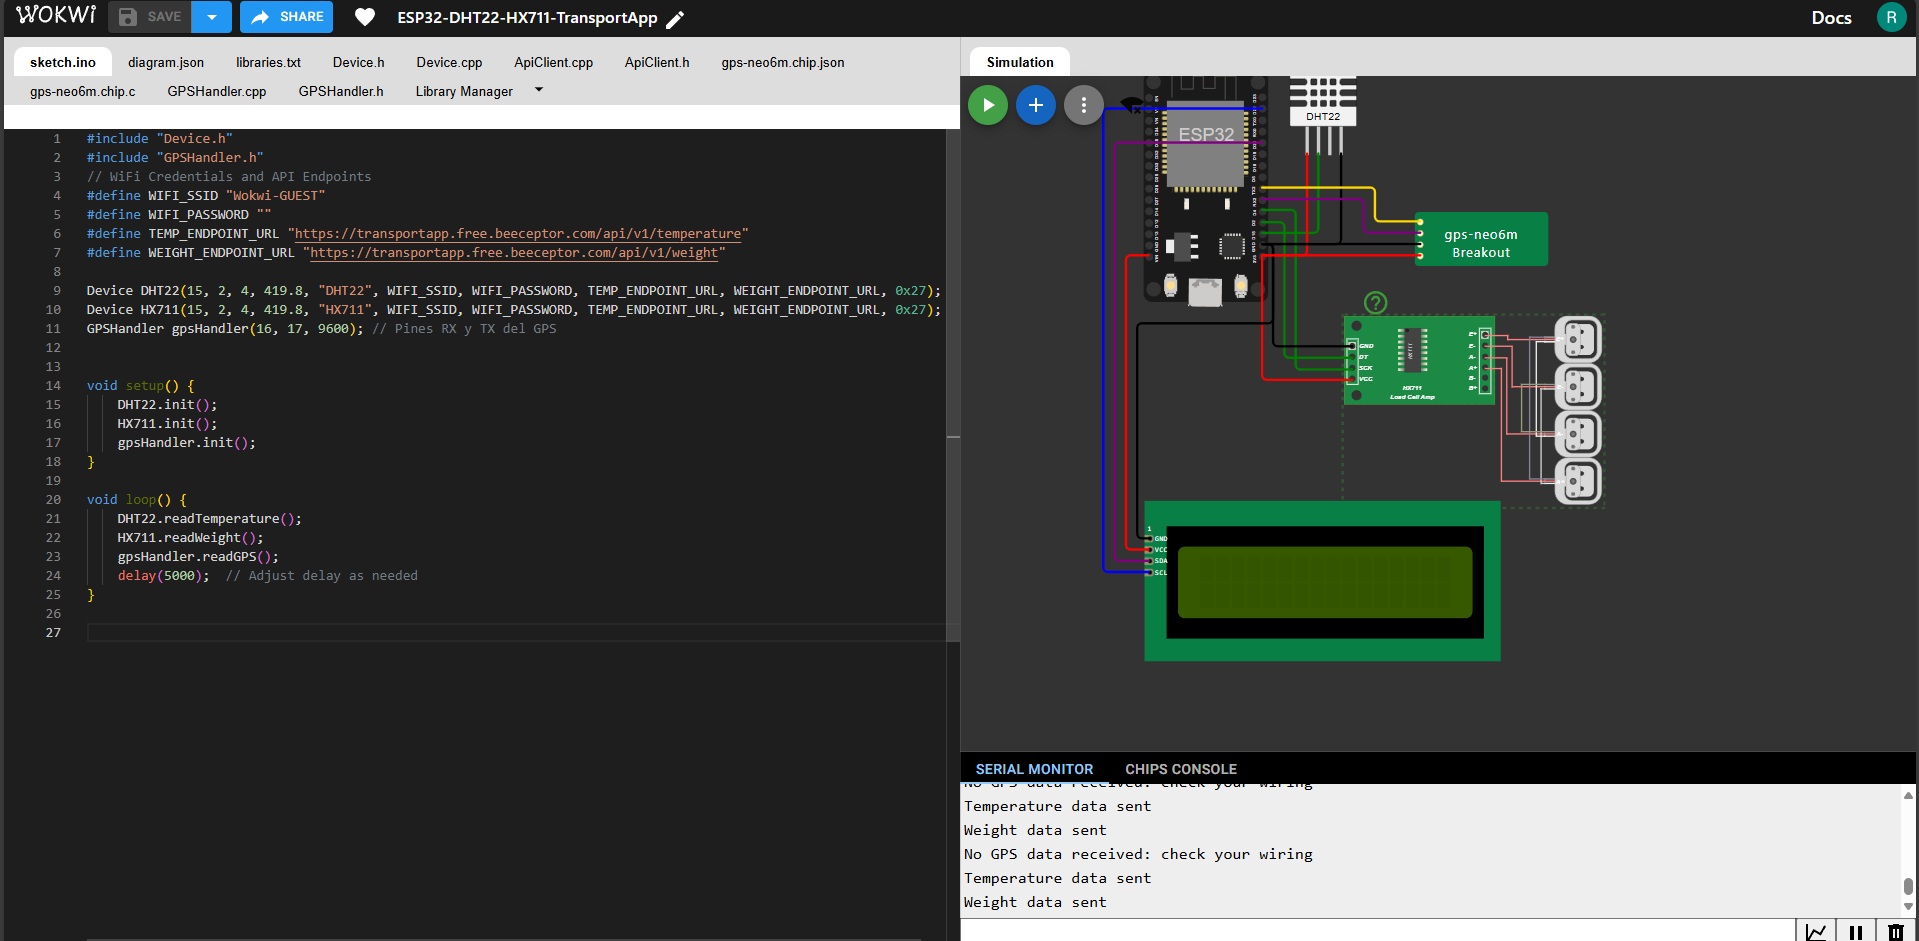 WOKWI
SAVE
SHARE
ESP32-DHT22-HX711-TransportApp
Docs
R
sketch.ino
diagram.json
libraries.txt
Device.h
Device.cpp
ApiClient.cpp
ApiClient.h
gps-neo6m.chip.json
gps-neo6m.chip.c
GPSHandler.cpp
GPSHandler.h
Library Manager
1 #include "Device.h"
2 #include "GPSHandler.h"
3 // WiFi Credentials and API Endpoints
4 #define WIFI_SSID "Wokwi-GUEST"
5 #define WIFI_PASSWORD ""
6 #define TEMP_ENDPOINT_URL "https://transportapp.free.beeceptor.com/api/v1/temperature"
7 #define WEIGHT_ENDPOINT_URL "https://transportapp.free.beeceptor.com/api/v1/weight"
8
9 Device DHT22(15, 2, 4, 419.8, "DHT22", WIFI_SSID, WIFI_PASSWORD, TEMP_ENDPOINT_URL, WEIGHT_ENDPOINT_URL, 0x27);
10 Device HX711(15, 2, 4, 419.8, "HX711", WIFI_SSID, WIFI_PASSWORD, TEMP_ENDPOINT_URL, WEIGHT_ENDPOINT_URL, 0x27);
11 GPSHandler gpsHandler(16, 17, 9600); // Pines RX y TX del GPS
12
13
14 void setup() {
15 DHT22.init();
16 HX711.init();
17 gpsHandler.init();
18 }
19
20 void loop() {
21 DHT22.readTemperature();
22 HX711.readWeight();
23 gpsHandler.readGPS();
24 delay(5000); // Adjust delay as needed
25 }
26
27
Simulation
ESP32
DHT22
gps-neo6m
Breakout
?
GND
DT
SCK
VCC
HX711
E+
E-
A-
A+
B-
B+
HX711
Load Cell Amp
1
GND
VCC
SDA
SCL
SERIAL MONITOR
CHIPS CONSOLE
No GPS data received: check your wiring
Temperature data sent
Weight data sent
No GPS data received: check your wiring
Temperature data sent
Weight data sent